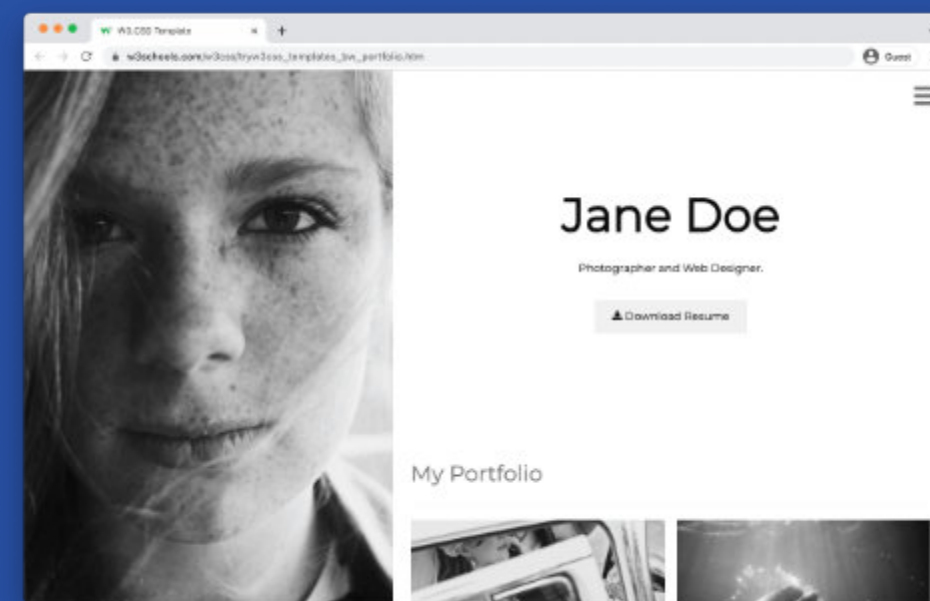 W3.CSS Template
w3schools.com/w3css/tryw3css_templates_bw_portfolio.htm
Guest
Jane Doe
Photographer and Web Designer.
Download Resume
My Portfolio